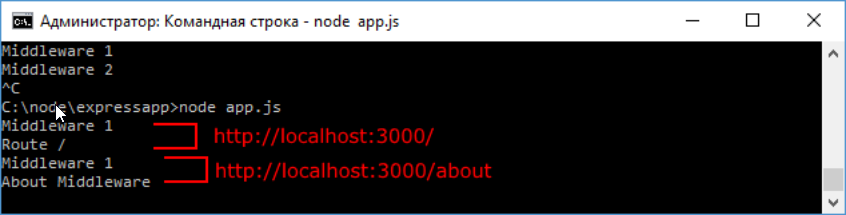 Администратор: Командная строка - node app.js
Middleware 1
Middleware 2
^C
C:\node\expressapp>node app.js
Middleware 1
http://localhost:3000/
Route /
Middleware 1
http://localhost:3000/about
About Middleware